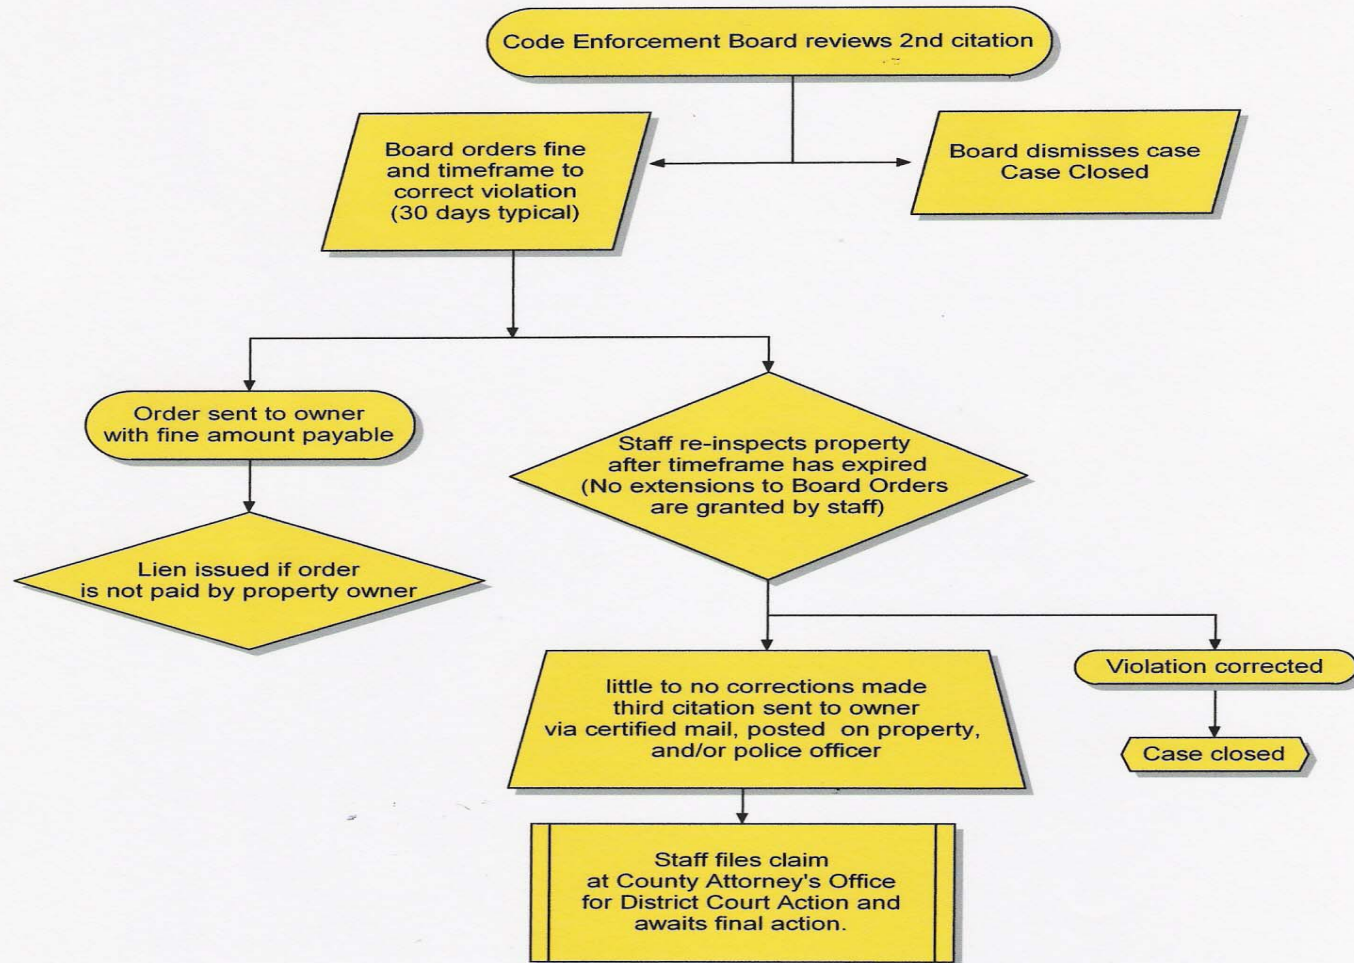 Code Enforcement Board reviews 2nd citation
Board orders fine
and timeframe to
correct violation
(30 days typical)
Board dismisses case
Case Closed
Order sent to owner
with fine amount payable
Staff re-inspects property
after timeframe has expired
(No extensions to Board Orders
are granted by staff)
Lien issued if order
is not paid by property owner
little to no corrections made
third citation sent to owner
via certified mail, posted on property,
and/or police officer
Violation corrected
Case closed
Staff files claim
at County Attorney's Office
for District Court Action and
awaits final action.